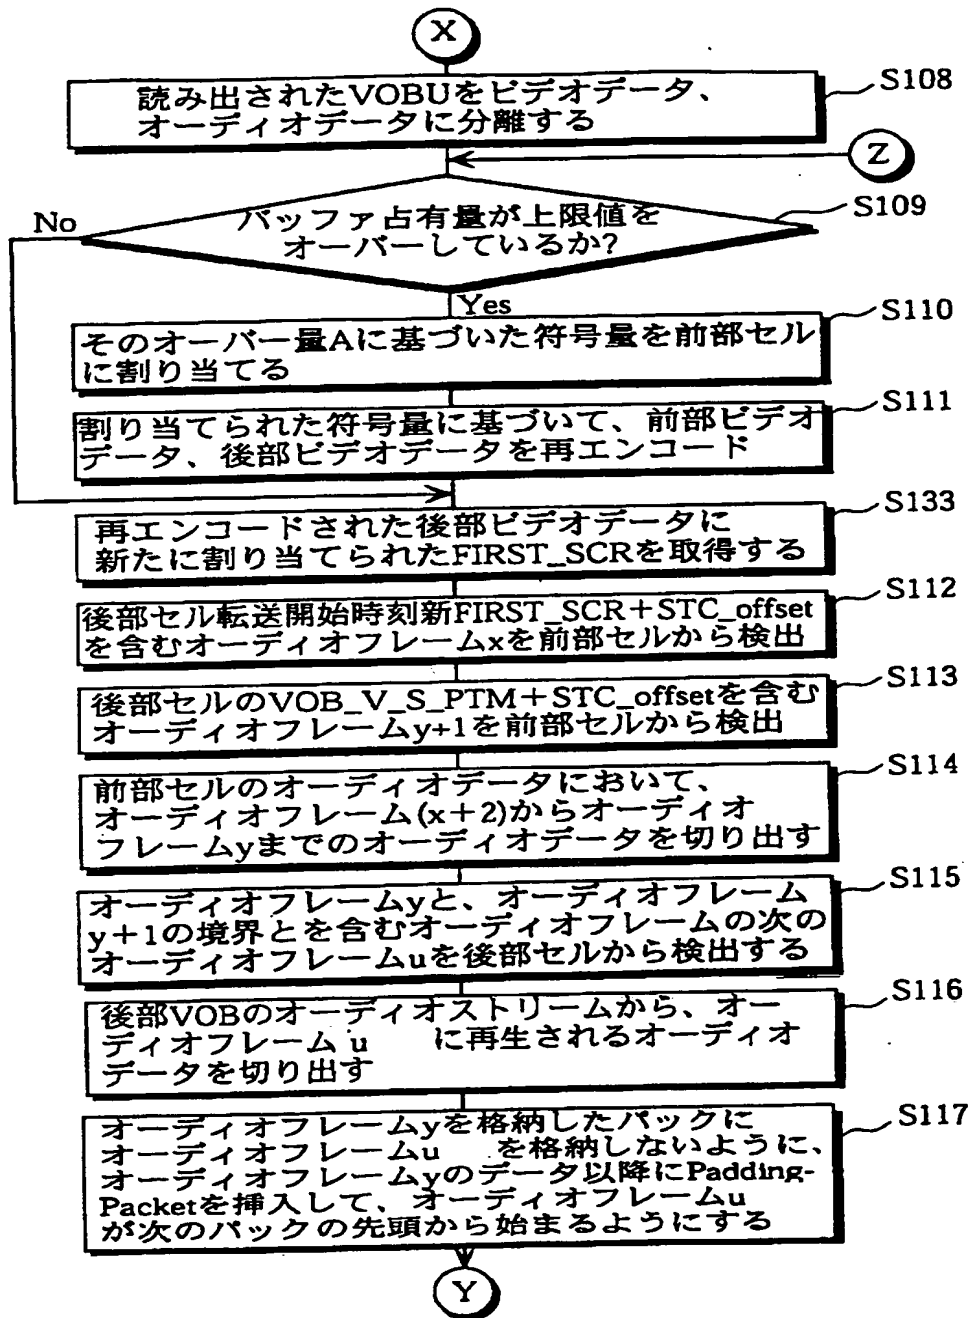 X
読み出されたVOBUをビデオデータ、
オーディオデータに分離する
S108
Z
バッファ占有量が上限値を
オーバーしているか?
S109
No
Yes
そのオーバー量Aに基づいた符号量を前部セル
に割り当てる
S110
割り当てられた符号量に基づいて、前部ビデオ
データ、後部ビデオデータを再エンコード
S111
再エンコードされた後部ビデオデータに
新たに割り当てられたFIRST_SCRを取得する
S133
後部セル転送開始時刻新FIRST_SCR+STC_offset
を含むオーディオフレームxを前部セルから検出
S112
後部セルのVOB_V_S_PTM+STC_offsetを含む
オーディオフレームy+1を前部セルから検出
S113
前部セルのオーディオデータにおいて、
オーディオフレーム(x+2)からオーディオ
フレームyまでのオーディオデータを切り出す
S114
オーディオフレームyと、オーディオフレーム
y+1の境界とを含むオーディオフレームの次の
オーディオフレームuを後部セルから検出する
S115
後部VOBのオーディオストリームから、オー
ディオフレーム u に再生されるオーディオ
データを切り出す
S116
オーディオフレームyを格納したパックに
オーディオフレームu を格納しないように、
オーディオフレームyのデータ以降にPadding-
Packetを挿入して、オーディオフレームu
が次のパックの先頭から始まるようにする
S117
Y